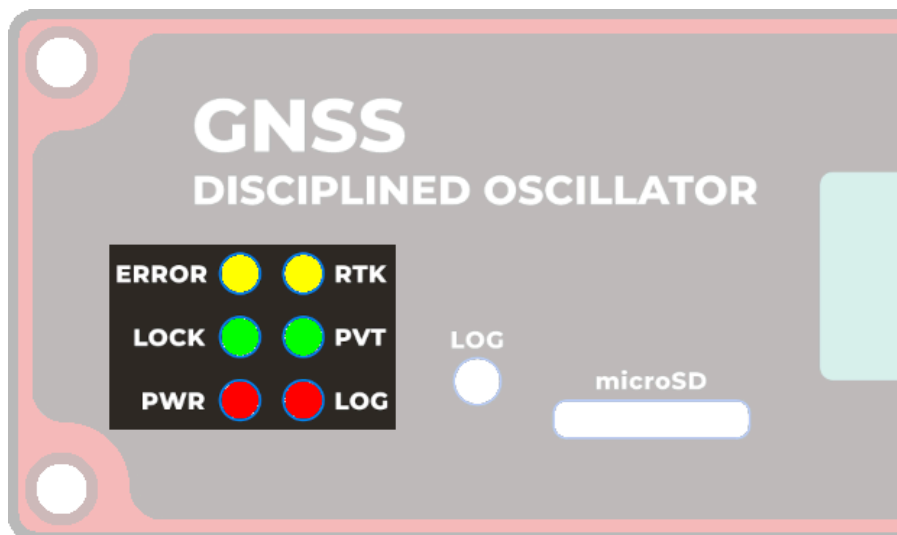 GNSS
DISCIPLINED OSCILLATOR
ERROR RTK
LOCK PVT
PWR LOG
LOG
microSD